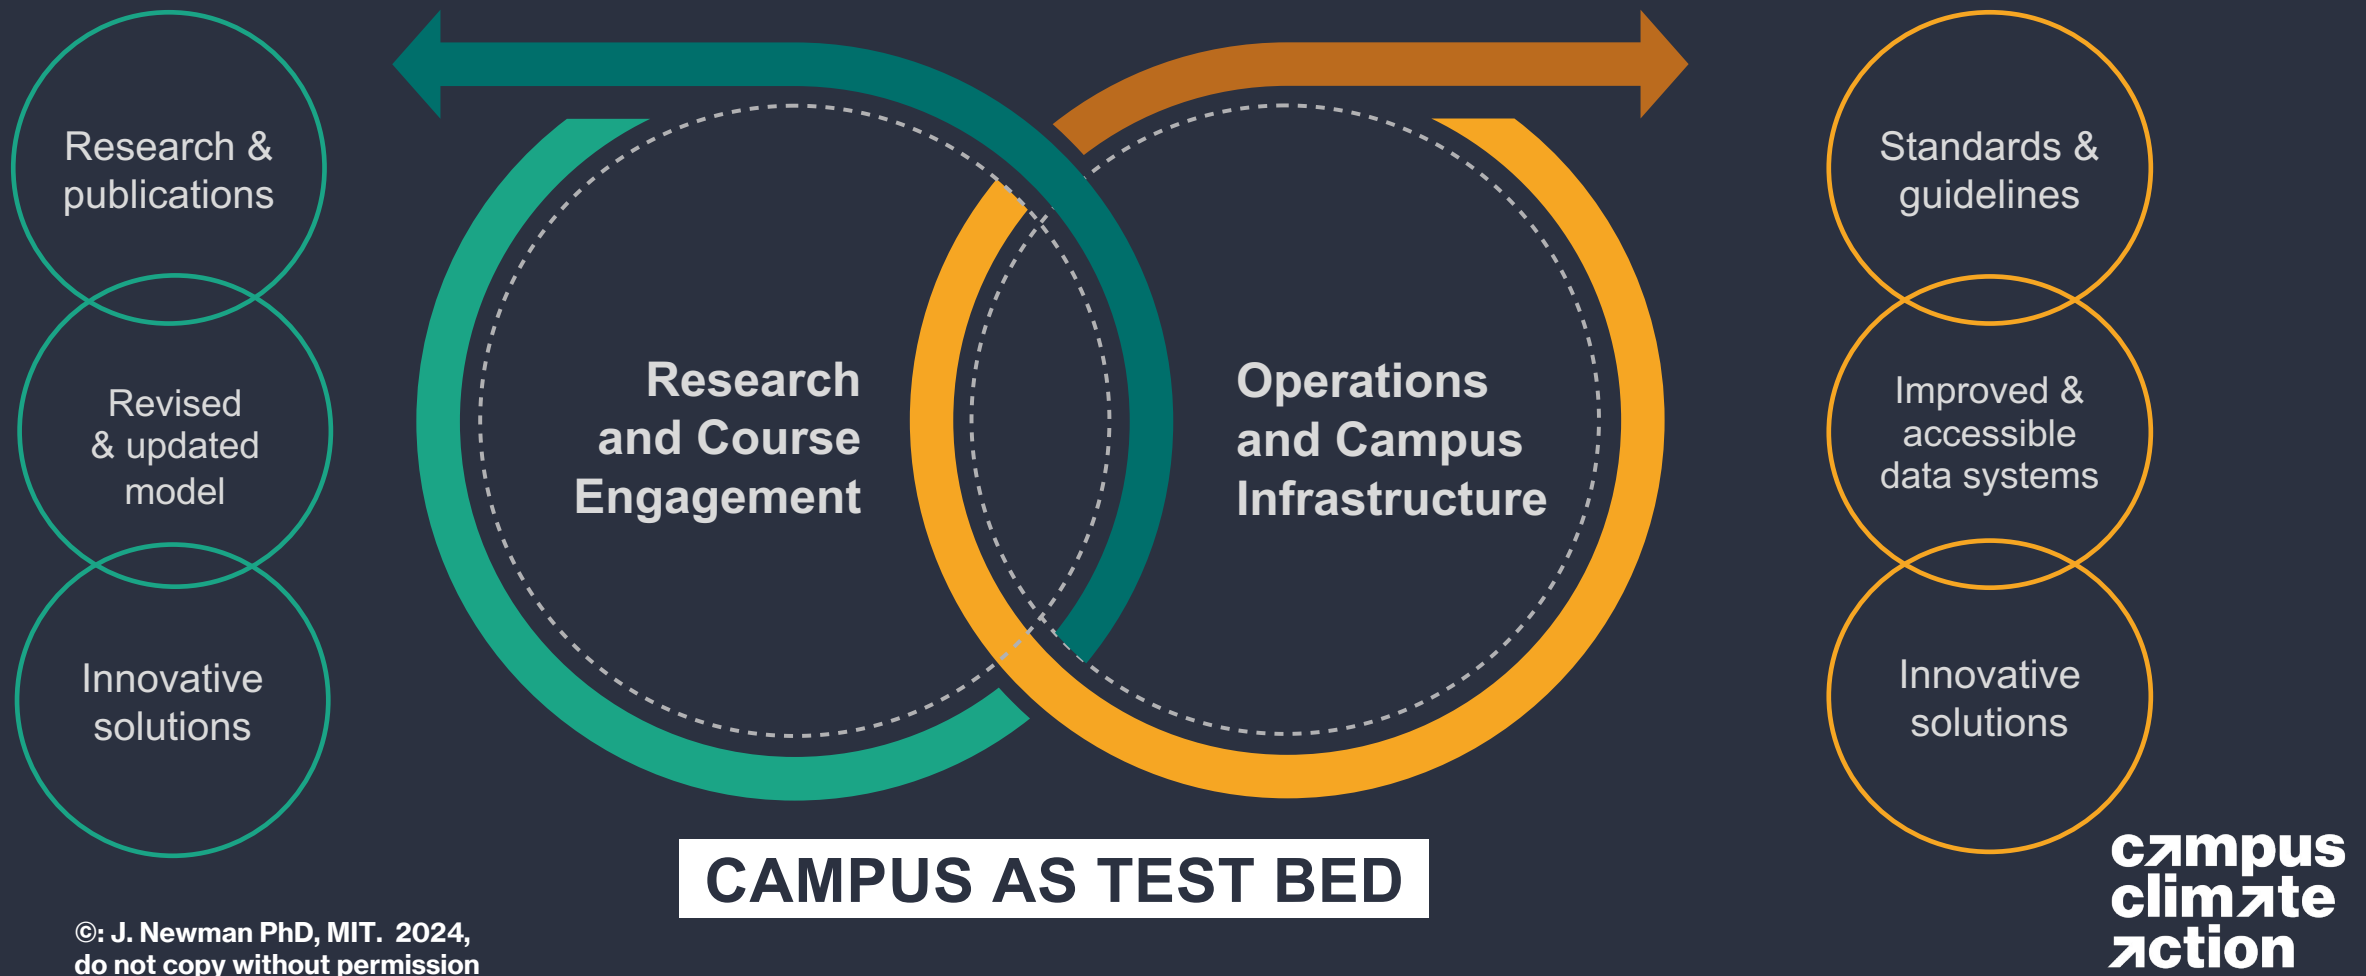 Research &
publications
Revised
& updated
model
Innovative
solutions
Research
and Course
Engagement
Operations
and Campus
Infrastructure
Standards &
guidelines
Improved &
accessible
data systems
Innovative
solutions
CAMPUS AS TEST BED
©: J. Newman PhD, MIT. 2024,
do not copy without permission
campus
climate
action